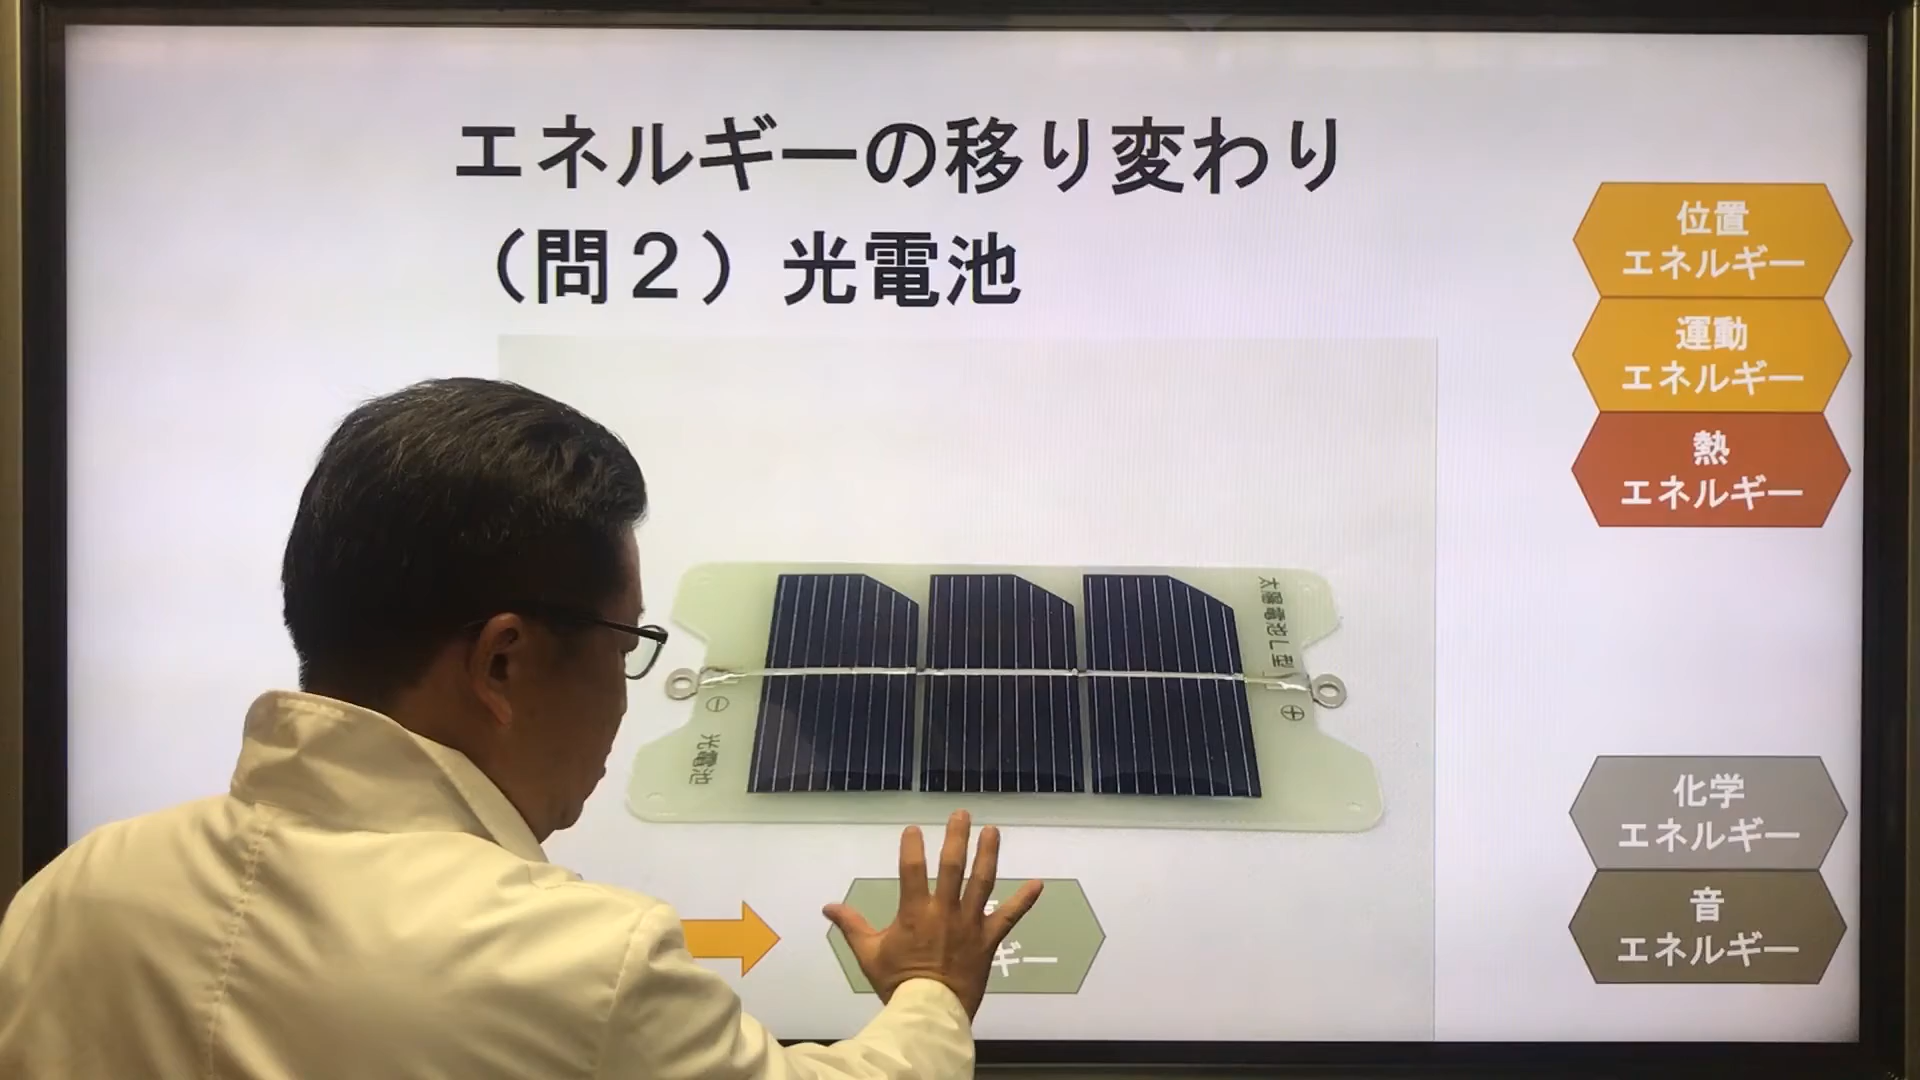 エネルギーの移り変わり
（問２）光電池
位置
エネルギー
運動
エネルギー
熱
エネルギー
太陽電池L型
⊖
⊕
光電池
化学
エネルギー
音
エネルギー
ギー